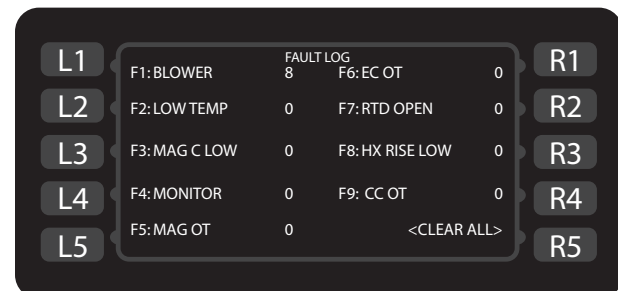 FAULT LOG
L1 F1: BLOWER 8 F6: EC OT 0 R1
L2 F2: LOW TEMP 0 F7: RTD OPEN 0 R2
L3 F3: MAG C LOW 0 F8: HX RISE LOW 0 R3
L4 F4: MONITOR 0 F9: CC OT 0 R4
L5 F5: MAG OT 0 <CLEAR ALL> R5